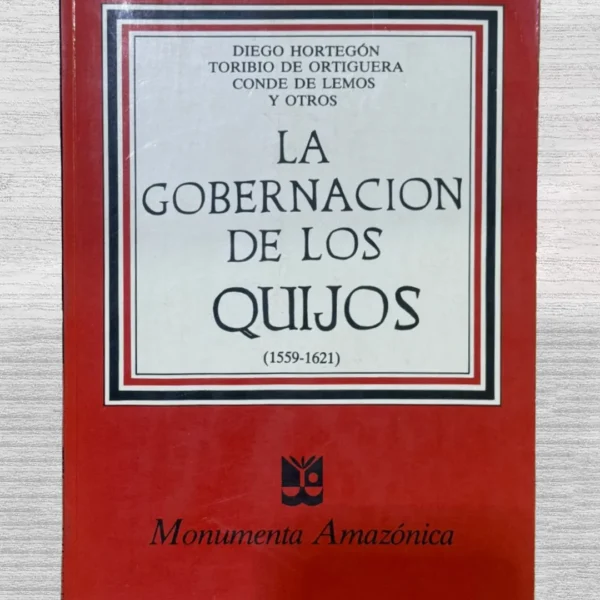 DIEGO HORTEGÓN
TORIBIO DE ORTIGUERA
CONDE DE LEMOS
Y OTROS
LA
GOBERNACION
DE LOS
QUIJOS
(1559-1621)
Monumenta Amazónica